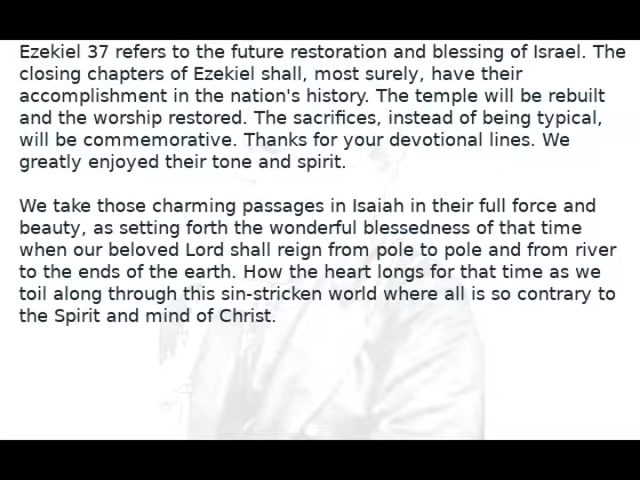 Ezekiel 37 refers to the future restoration and blessing of Israel. The
closing chapters of Ezekiel shall, most surely, have their
accomplishment in the nation's history. The temple will be rebuilt
and the worship restored. The sacrifices, instead of being typical,
will be commemorative. Thanks for your devotional lines. We
greatly enjoyed their tone and spirit.

We take those charming passages in Isaiah in their full force and
beauty, as setting forth the wonderful blessedness of that time
when our beloved Lord shall reign from pole to pole and from river
to the ends of the earth. How the heart longs for that time as we
toil along through this sin-stricken world where all is so contrary to
the Spirit and mind of Christ.